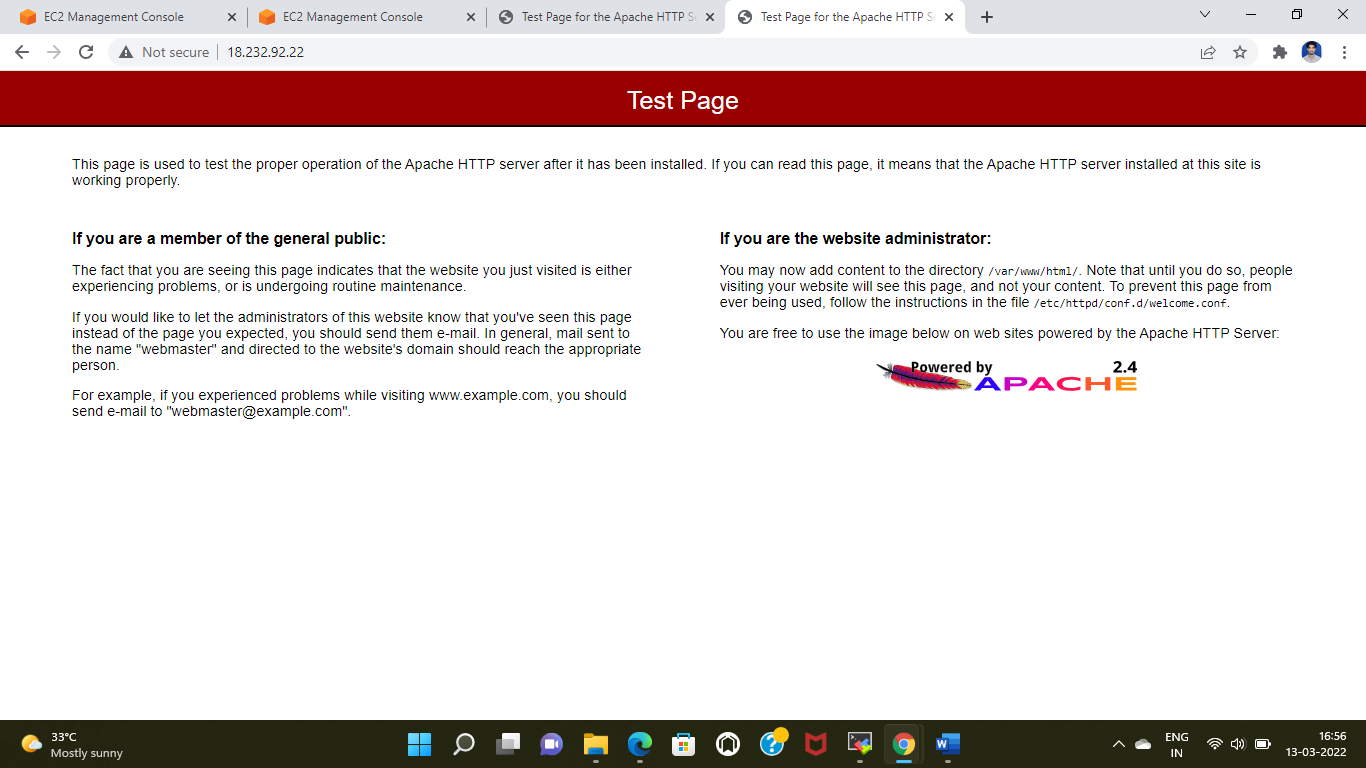 EC2 Management Console
EC2 Management Console
Test Page for the Apache HTTP S
Test Page for the Apache HTTP S
Not secure
18.232.92.22
Test Page
This page is used to test the proper operation of the Apache HTTP server after it has been installed. If you can read this page, it means that the Apache HTTP server installed at this site is
working properly.
If you are a member of the general public:
The fact that you are seeing this page indicates that the website you just visited is either
experiencing problems, or is undergoing routine maintenance.
If you would like to let the administrators of this website know that you've seen this page
instead of the page you expected, you should send them e-mail. In general, mail sent to
the name "webmaster" and directed to the website's domain should reach the appropriate
person.
For example, if you experienced problems while visiting www.example.com, you should
send e-mail to "webmaster@example.com".
If you are the website administrator:
You may now add content to the directory /var/www/html/. Note that until you do so, people
visiting your website will see this page, and not your content. To prevent this page from
ever being used, follow the instructions in the file /etc/httpd/conf.d/welcome.conf.
You are free to use the image below on web sites powered by the Apache HTTP Server:
Powered by 2.4
APACHE
33°C
Mostly sunny
ENG
IN
16:56
13-03-2022